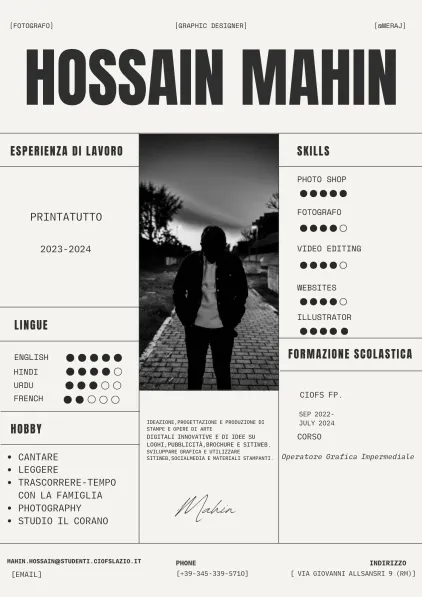 [FOTOGRAFO] [GRAPHIC DESIGNER] [@MERAJ]
HOSSAIN MAHIN
ESPERIENZA DI LAVORO
PRINTATUTTO
2023-2024
LINGUE
ENGLISH
HINDI
URDU
FRENCH
HOBBY
CANTARE
LEGGERE
TRASCORRERE-TEMPO
CON LA FAMIGLIA
PHOTOGRAPHY
STUDIO IL CORANO
IDEAZIONE,PROGETTAZIONE E PRODUZIONE DI
STAMPE E OPERE DI ARTE
DIGITALI INNOVATIVE E DI IDEE SU
LOGHI,PUBBLICITÀ,BROCHURE E SITIWEB.
SVILUPPARE GRAFICA E UTILIZZARE
SITIWEB,SOCIALMEDIA E MATERIALI STAMPANTI.
Mahin
SKILLS
PHOTO SHOP
FOTOGRAFO
VIDEO EDITING
WEBSITES
ILLUSTRATOR
FORMAZIONE SCOLASTICA
CIOFS FP.
SEP 2022-
JULY 2024
CORSO
Operatore Grafica Impermediale
MAHIN.HOSSAIN@STUDENTI.CIOFSLAZIO.IT
[EMAIL]
PHONE
[+39-345-339-5710]
INDIRIZZO
[ VIA GIOVANNI ALLSANSRI 9 (RM)]